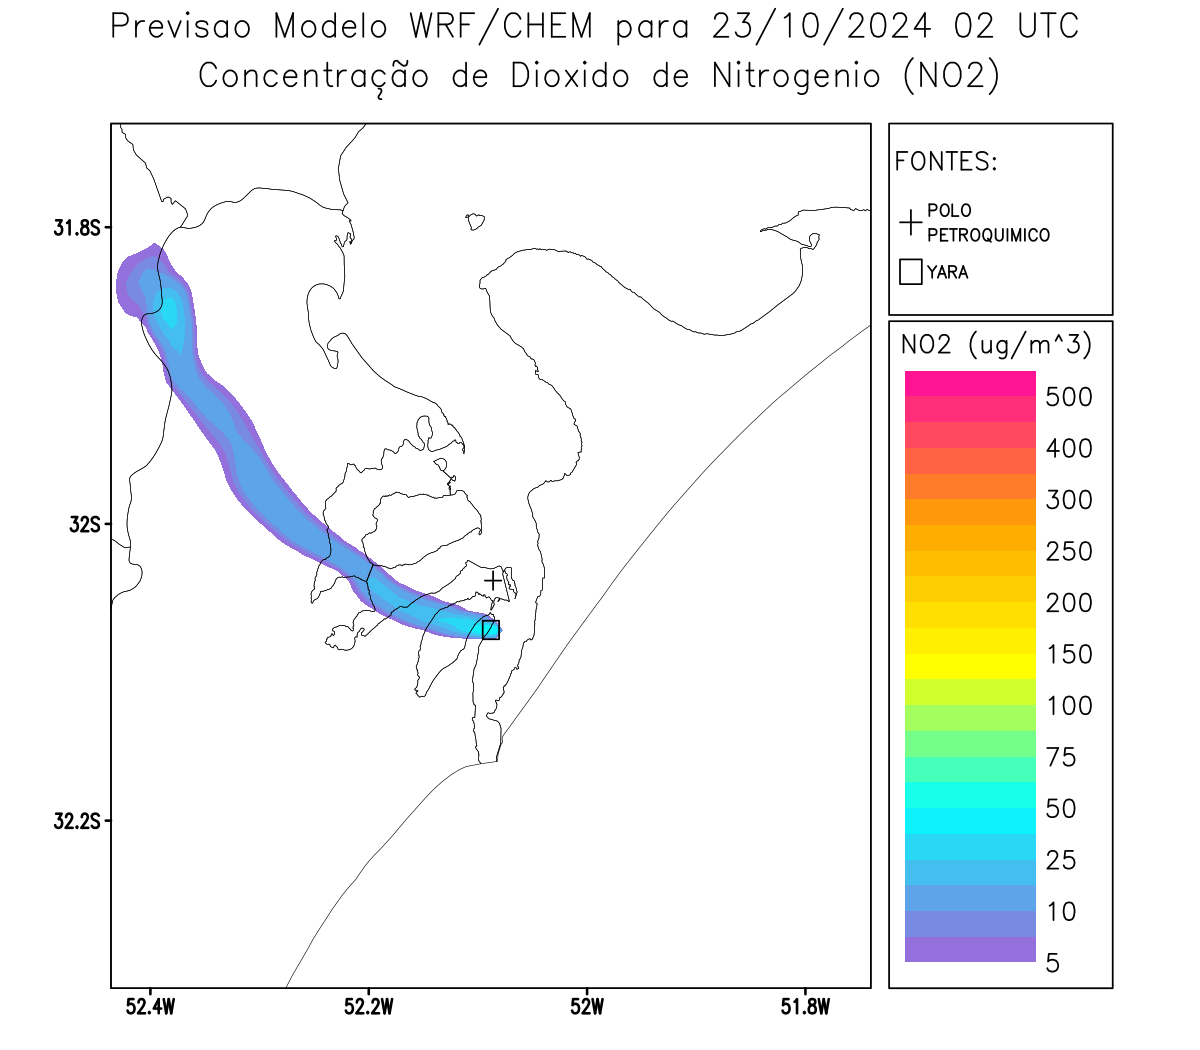 Previsao Modelo WRF/CHEM para 23/10/2024 02 UTC
Concentração de Dioxido de Nitrogenio (NO2)
FONTES:
POLO
PETROQUIMICO
YARA
NO2 (ug/m^3)
500
400
300
250
200
150
100
75
50
25
10
5
31.8S
32S
32.2S
52.4W
52.2W
52W
51.8W